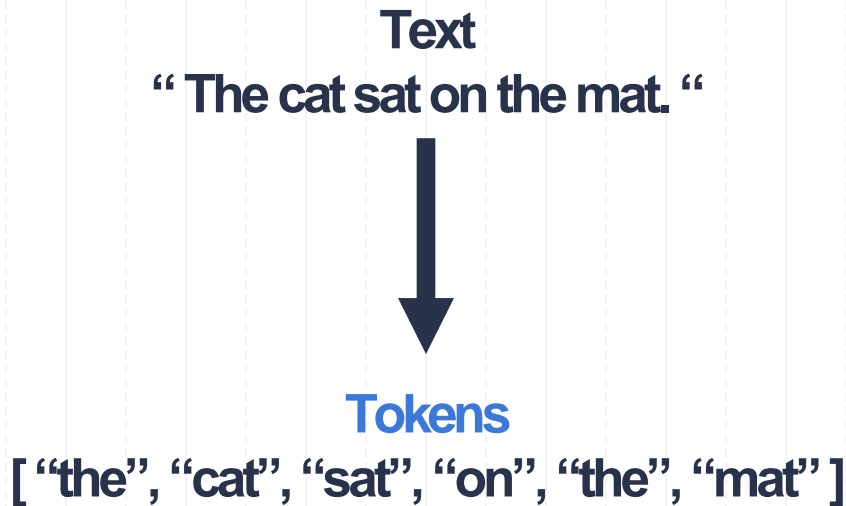 Text
“ The cat sat on the mat. “
Tokens
[ “the”, “cat”, “sat”, “on”, “the”, “mat” ]